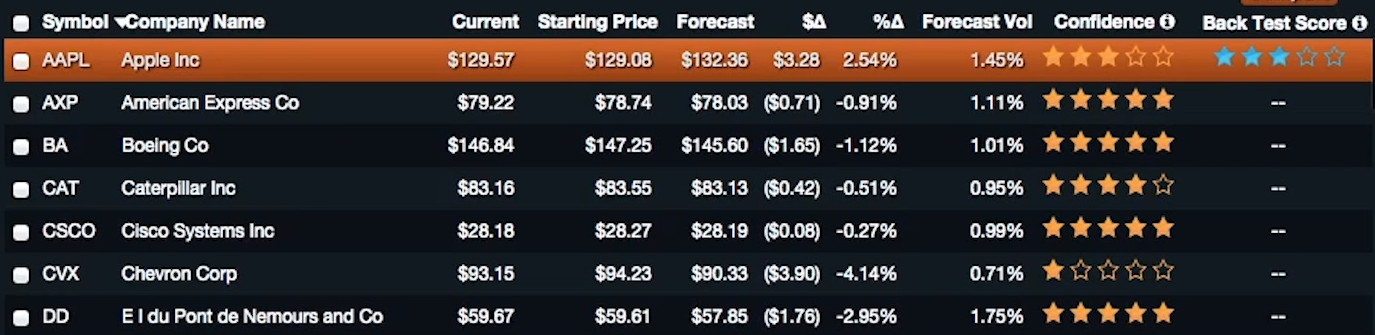 Symbol Company Name Current Starting Price Forecast $Δ %Δ Forecast Vol Confidence Back Test Score
AAPL Apple Inc $129.57 $129.08 $132.36 $3.28 2.54% 1.45%
AXP American Express Co $79.22 $78.74 $78.03 ($0.71) -0.91% 1.11% --
BA Boeing Co $146.84 $147.25 $145.60 ($1.65) -1.12% 1.01% --
CAT Caterpillar Inc $83.16 $83.55 $83.13 ($0.42) -0.51% 0.95% --
CSCO Cisco Systems Inc $28.18 $28.27 $28.19 ($0.08) -0.27% 0.99% --
CVX Chevron Corp $93.15 $94.23 $90.33 ($3.90) -4.14% 0.71% --
DD E I du Pont de Nemours and Co $59.67 $59.61 $57.85 ($1.76) -2.95% 1.75% --